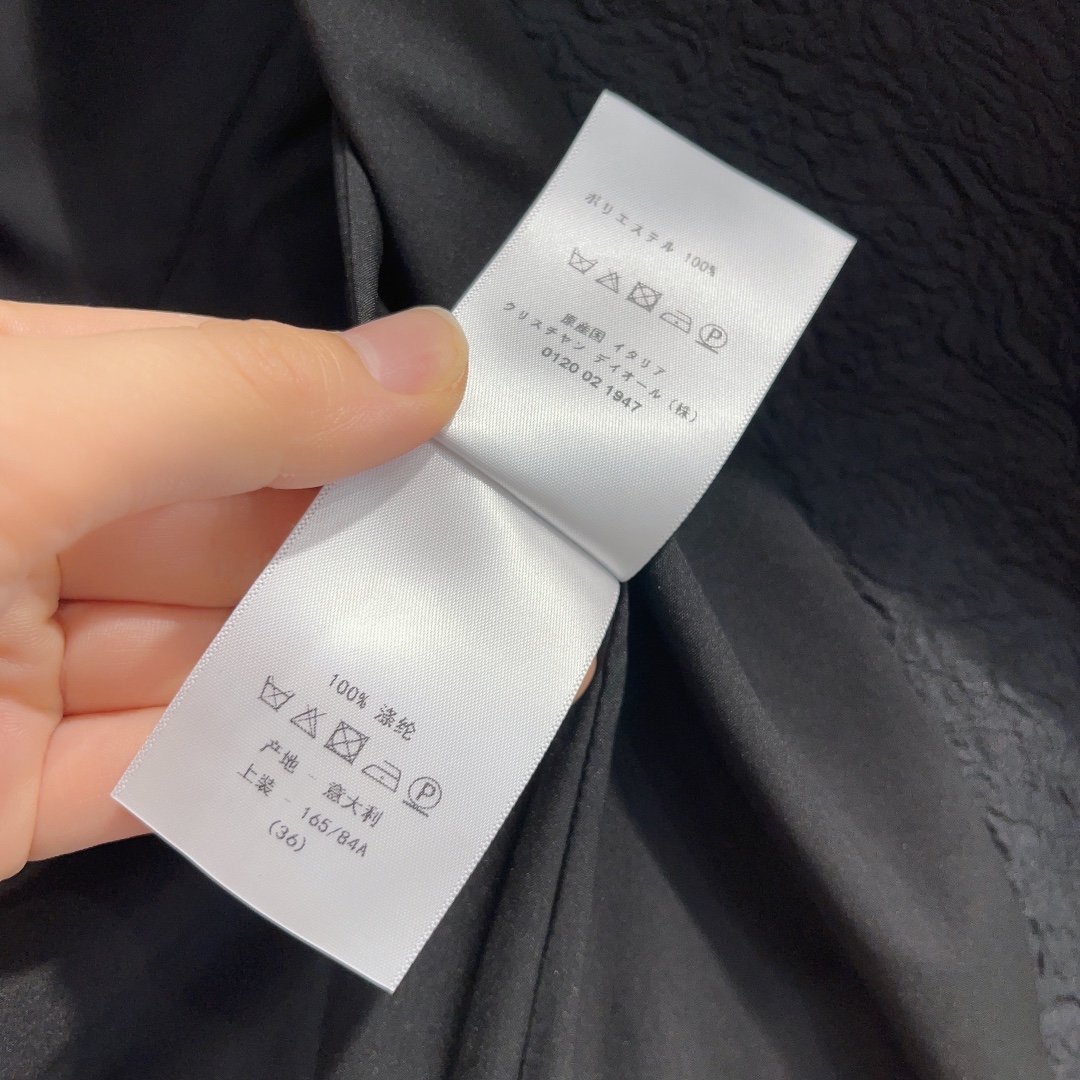 ポリエステル 100%
P
原産国 イタリア
クリスチャン ディオール (株)
0120 02 1947
100% 涤纶
P
产地 - 意大利
上装 - 165/84A
(36)